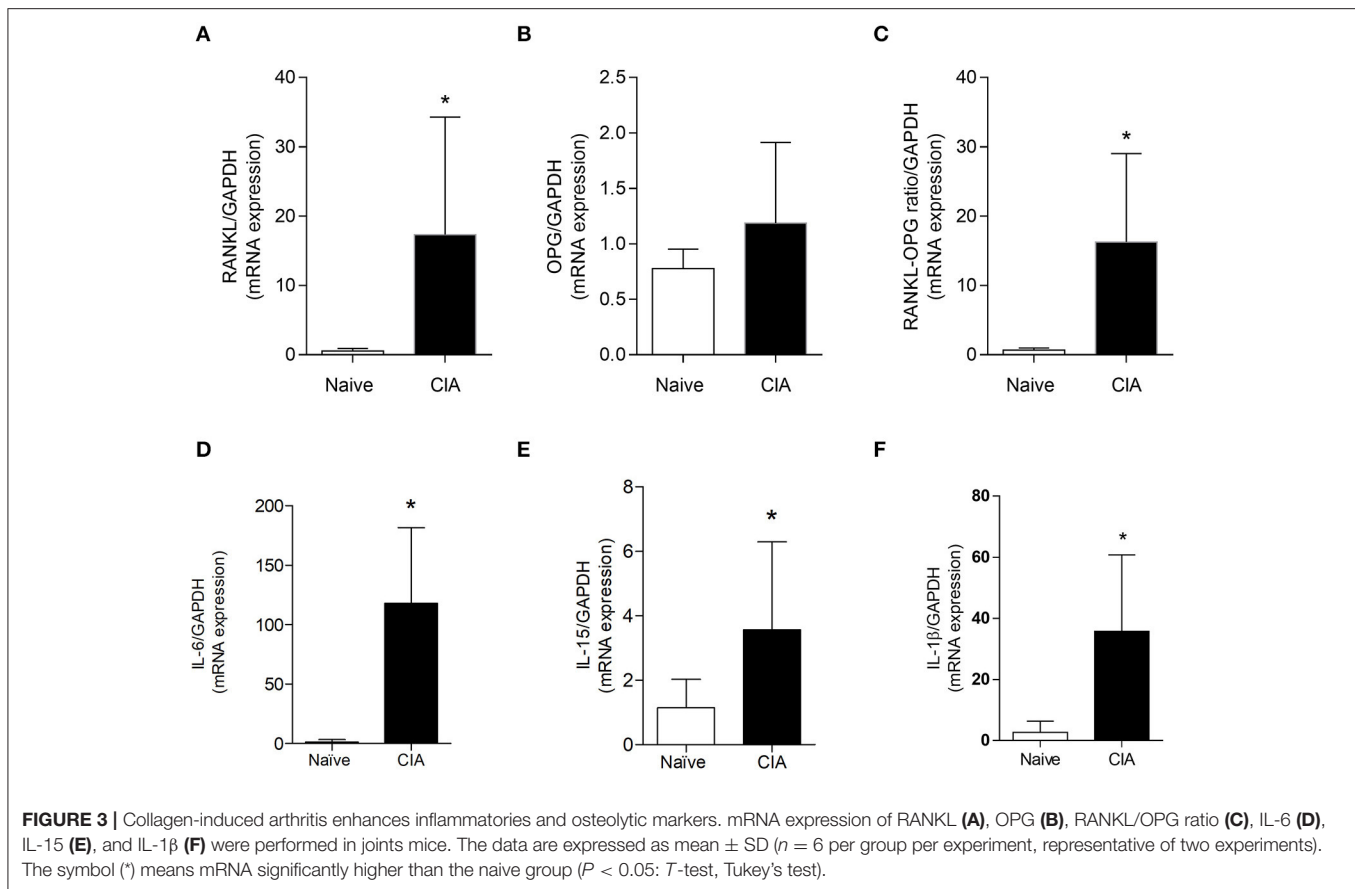 A
B
C
RANKL/GAPDH
(mRNA expression)
40
30
20
10
0
*
Naive
CIA
OPG/GAPDH
(mRNA expression)
2.5
2.0
1.5
1.0
0.5
0.0
Naive
CIA
RANKL-OPG ratio/GAPDH
(mRNA expression)
40
30
20
10
0
*
Naive
CIA
D
E
F
IL-6/GAPDH
(mRNA expression)
200
150
100
50
0
*
Naïve
CIA
IL-15/GAPDH
(mRNA expression)
8
6
4
2
0
*
Naïve
CIA
IL-1β/GAPDH
(mRNA expression)
80
60
40
20
0
*
Naive
CIA
FIGURE 3 | Collagen-induced arthritis enhances inflammatories and osteolytic markers. mRNA expression of RANKL (A), OPG (B), RANKL/OPG ratio (C), IL-6 (D),
IL-15 (E), and IL-1β (F) were performed in joints mice. The data are expressed as mean ± SD (n = 6 per group per experiment, representative of two experiments).
The symbol (*) means mRNA significantly higher than the naive group (P < 0.05: T-test, Tukey's test).